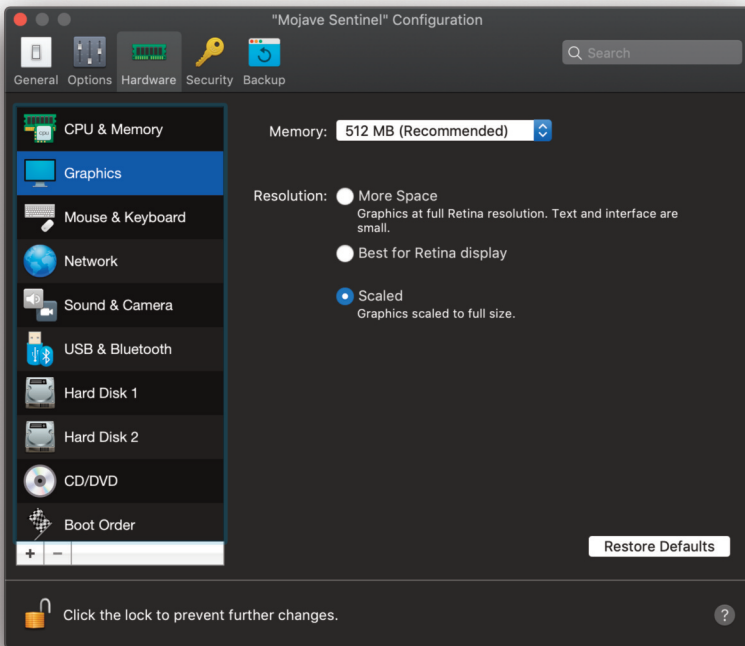 "Mojave Sentinel" Configuration
General Options Hardware Security Backup
Search
CPU & Memory
Graphics
Mouse & Keyboard
Network
Sound & Camera
USB & Bluetooth
Hard Disk 1
Hard Disk 2
CD/DVD
Boot Order
+ −
Memory: 512 MB (Recommended)
Resolution: More Space
Graphics at full Retina resolution. Text and interface are
small.
Best for Retina display
Scaled
Graphics scaled to full size.
Restore Defaults
Click the lock to prevent further changes.
?